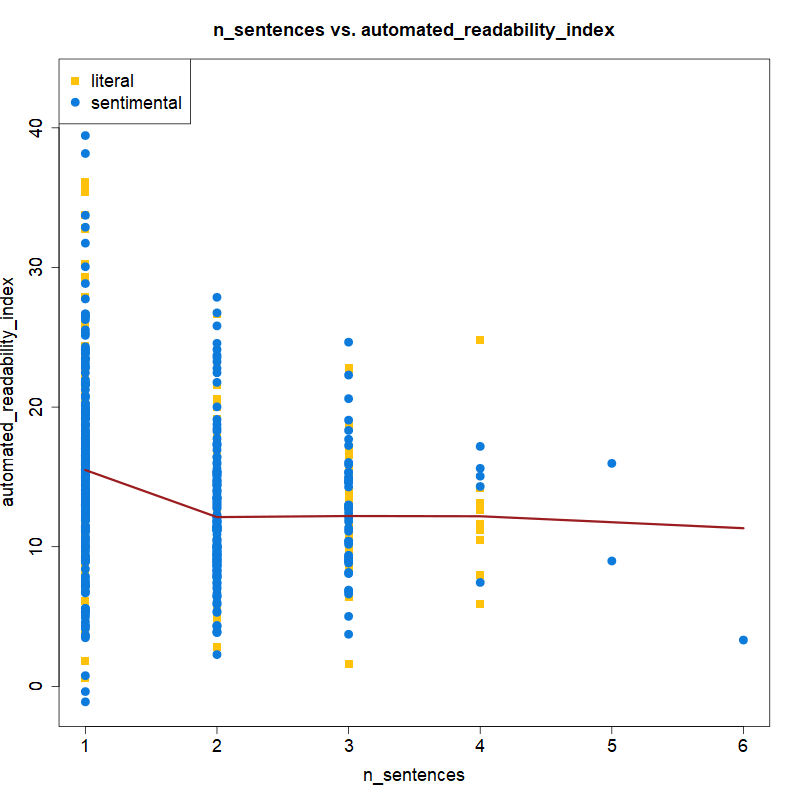 n_sentences vs. automated_readability_index
literal
sentimental
automated_readability_index
40
30
20
10
0
1 2 3 4 5 6
n_sentences